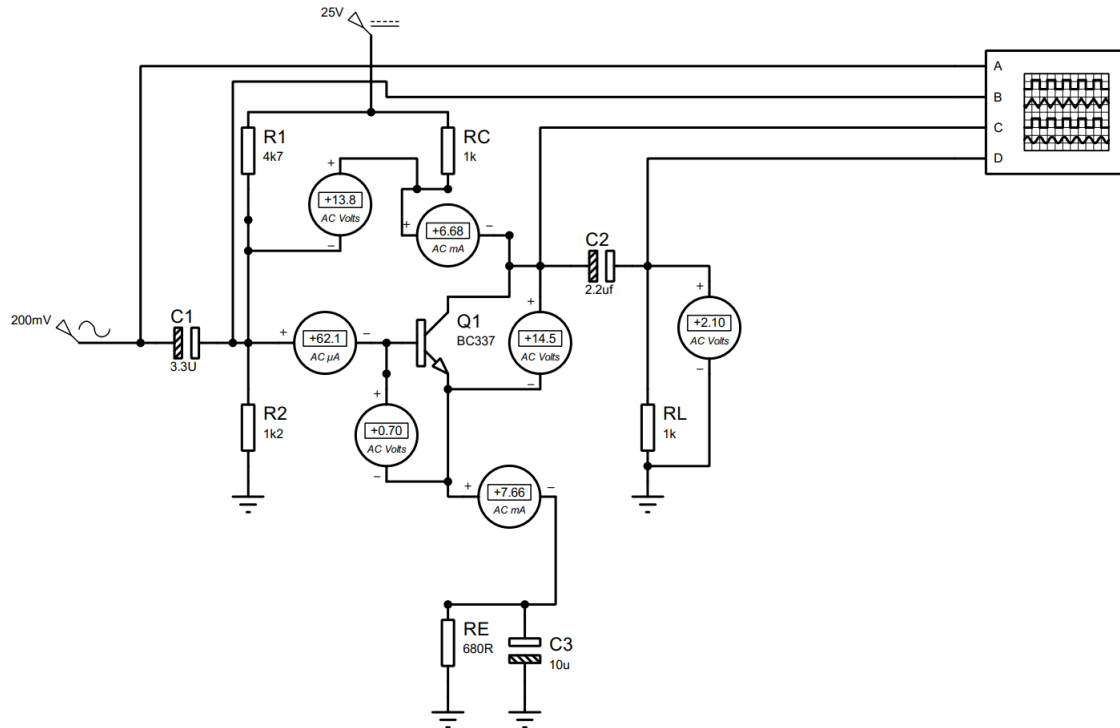 25V
A
B
C
D
R1
4k7
RC
1k
+
+13.8
AC Volts
−
+
+6.68
AC mA
−
C2
2.2uf
200mV
C1
3.3U
+
+62.1
AC µA
−
Q1
BC337
+
+14.5
AC Volts
−
+
+2.10
AC Volts
−
R2
1k2
+
+0.70
AC Volts
−
RL
1k
+
+7.66
AC mA
−
RE
680R
C3
10u